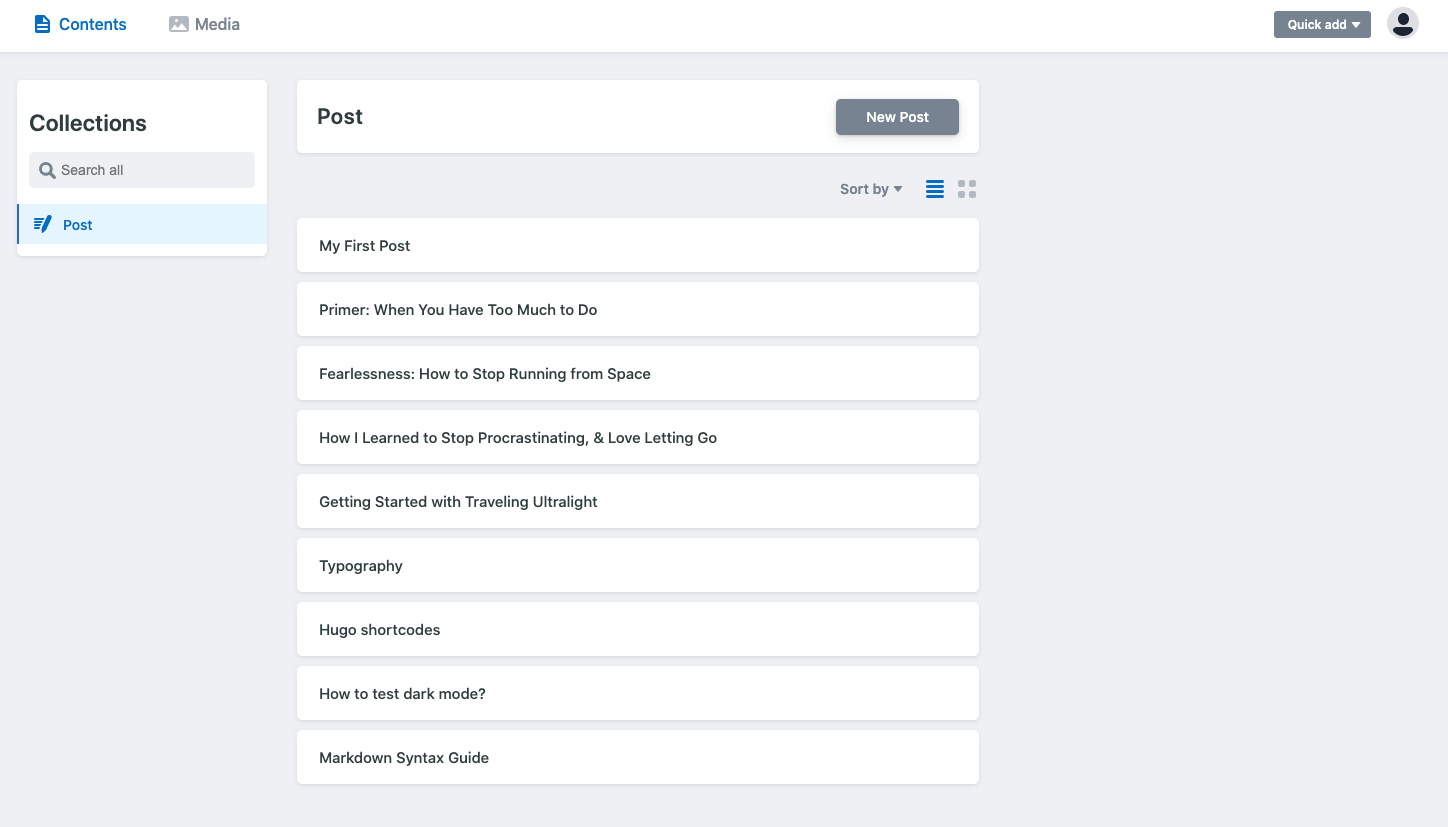 Contents
Media
Quick add
Collections
Search all
Post
Post
New Post
Sort by
My First Post
Primer: When You Have Too Much to Do
Fearlessness: How to Stop Running from Space
How I Learned to Stop Procrastinating, & Love Letting Go
Getting Started with Traveling Ultralight
Typography
Hugo shortcodes
How to test dark mode?
Markdown Syntax Guide